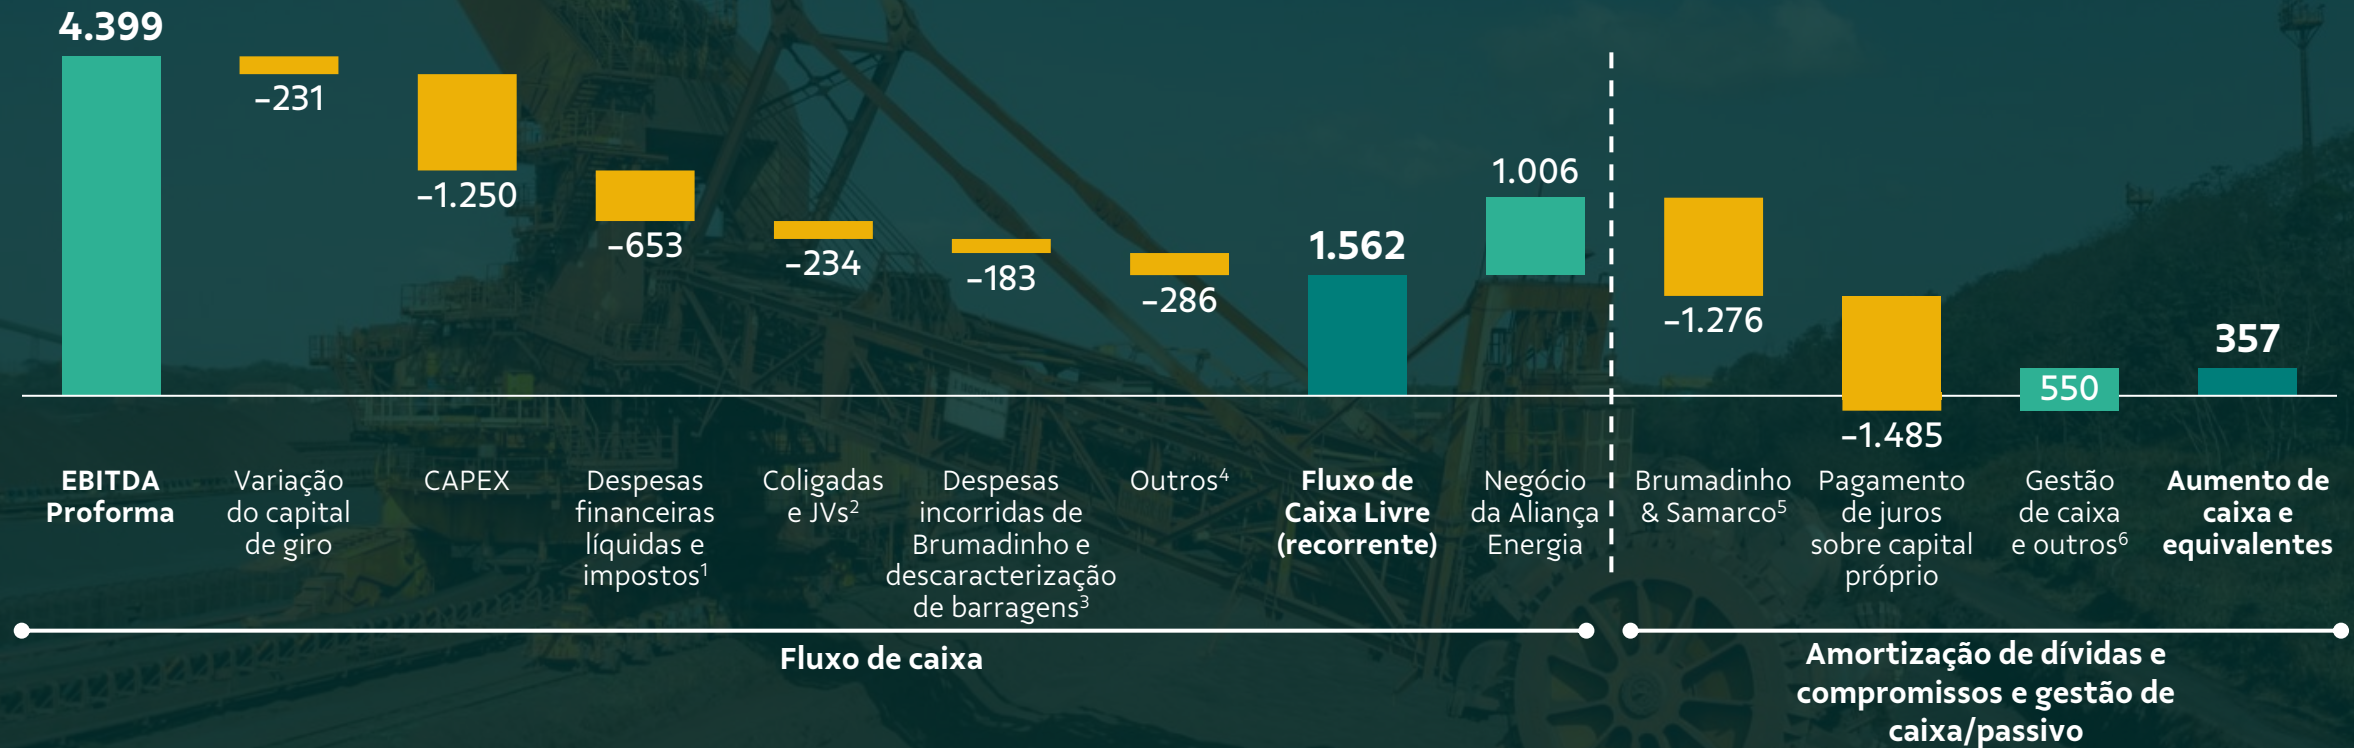 4.399
-231
-1.250
-653
-234
-183
-286
1.562
1.006
-1.276
-1.485
550
357
EBITDA
Proforma
Variação
do capital
de giro
CAPEX
Despesas
financeiras
líquidas e
impostos¹
Coligadas
e JVs²
Despesas
incorridas de
Brumadinho e
descaracterização
de barragens³
Outros⁴
Fluxo de
Caixa Livre
(recorrente)
Negócio
da Aliança
Energia
Brumadinho
& Samarco⁵
Pagamento
de juros
sobre capital
próprio
Gestão
de caixa
e outros⁶
Aumento de
caixa e
equivalentes
Fluxo de caixa
Amortização de dívidas e
compromissos e gestão de
caixa/passivo